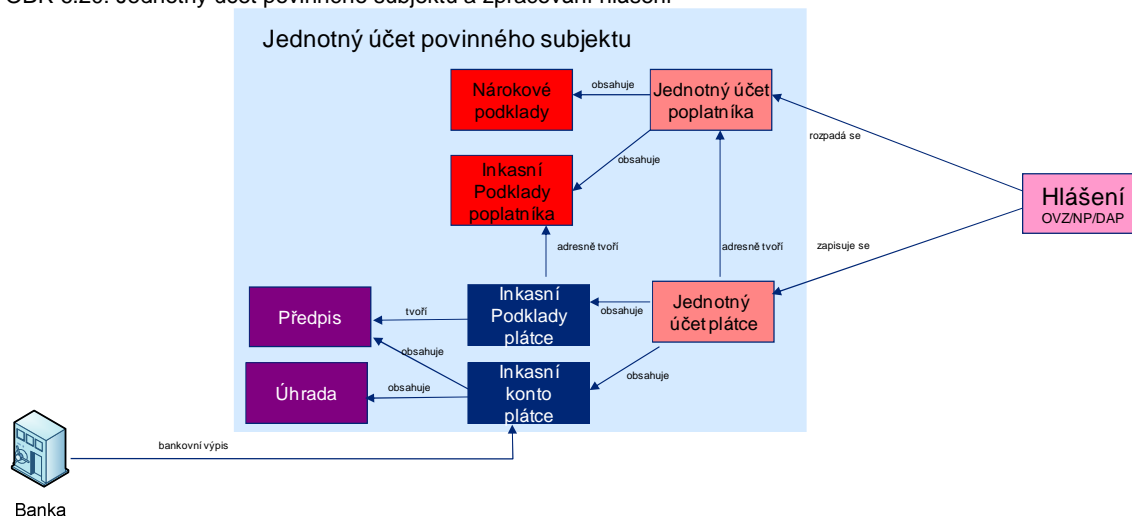 Jednotný účet povinného subjektu
Nárokové
podklady
obsahuje
Jednotný účet
poplatníka
rozpadá se
obsahuje
Inkasní
Podklady
poplatníka
Hlášení
OVZ/NP/DAP
adresně tvoří
adresně tvoří
zapisuje se
Předpis
tvoří
Inkasní
Podklady
plátce
obsahuje
Jednotný
účet plátce
obsahuje
obsahuje
Úhrada
obsahuje
Inkasní
konto
plátce
bankovní výpis
Banka